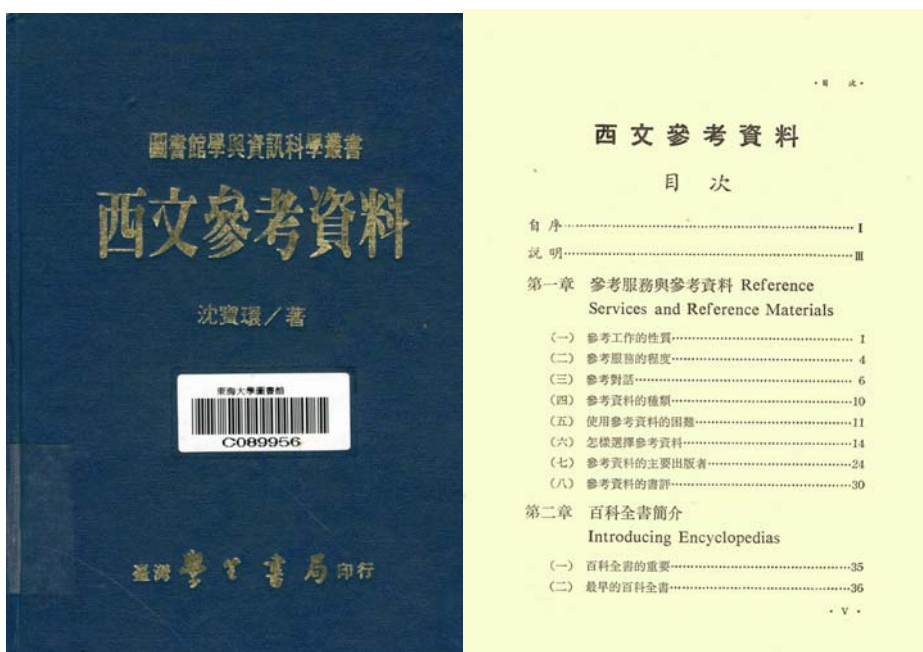 圖書館學與資訊科學叢書
西文參考資料
沈寶環／著
東海大學圖書館
C089956
臺灣學生書局印行
·目 次·
西文參考資料
目 次
自 序 I
說 明 III
第一章 參考服務與參考資料 Reference
Services and Reference Materials
(一) 參考工作的性質 1
(二) 參考服務的程度 4
(三) 參考對話 6
(四) 參考資料的種類 10
(五) 使用參考資料的困難 11
(六) 怎樣選擇參考資料 14
(七) 參考資料的主要出版者 24
(八) 參考資料的書評 30
第二章 百科全書簡介
Introducing Encyclopedias
(一) 百科全書的重要 35
(二) 最早的百科全書 36
· V ·